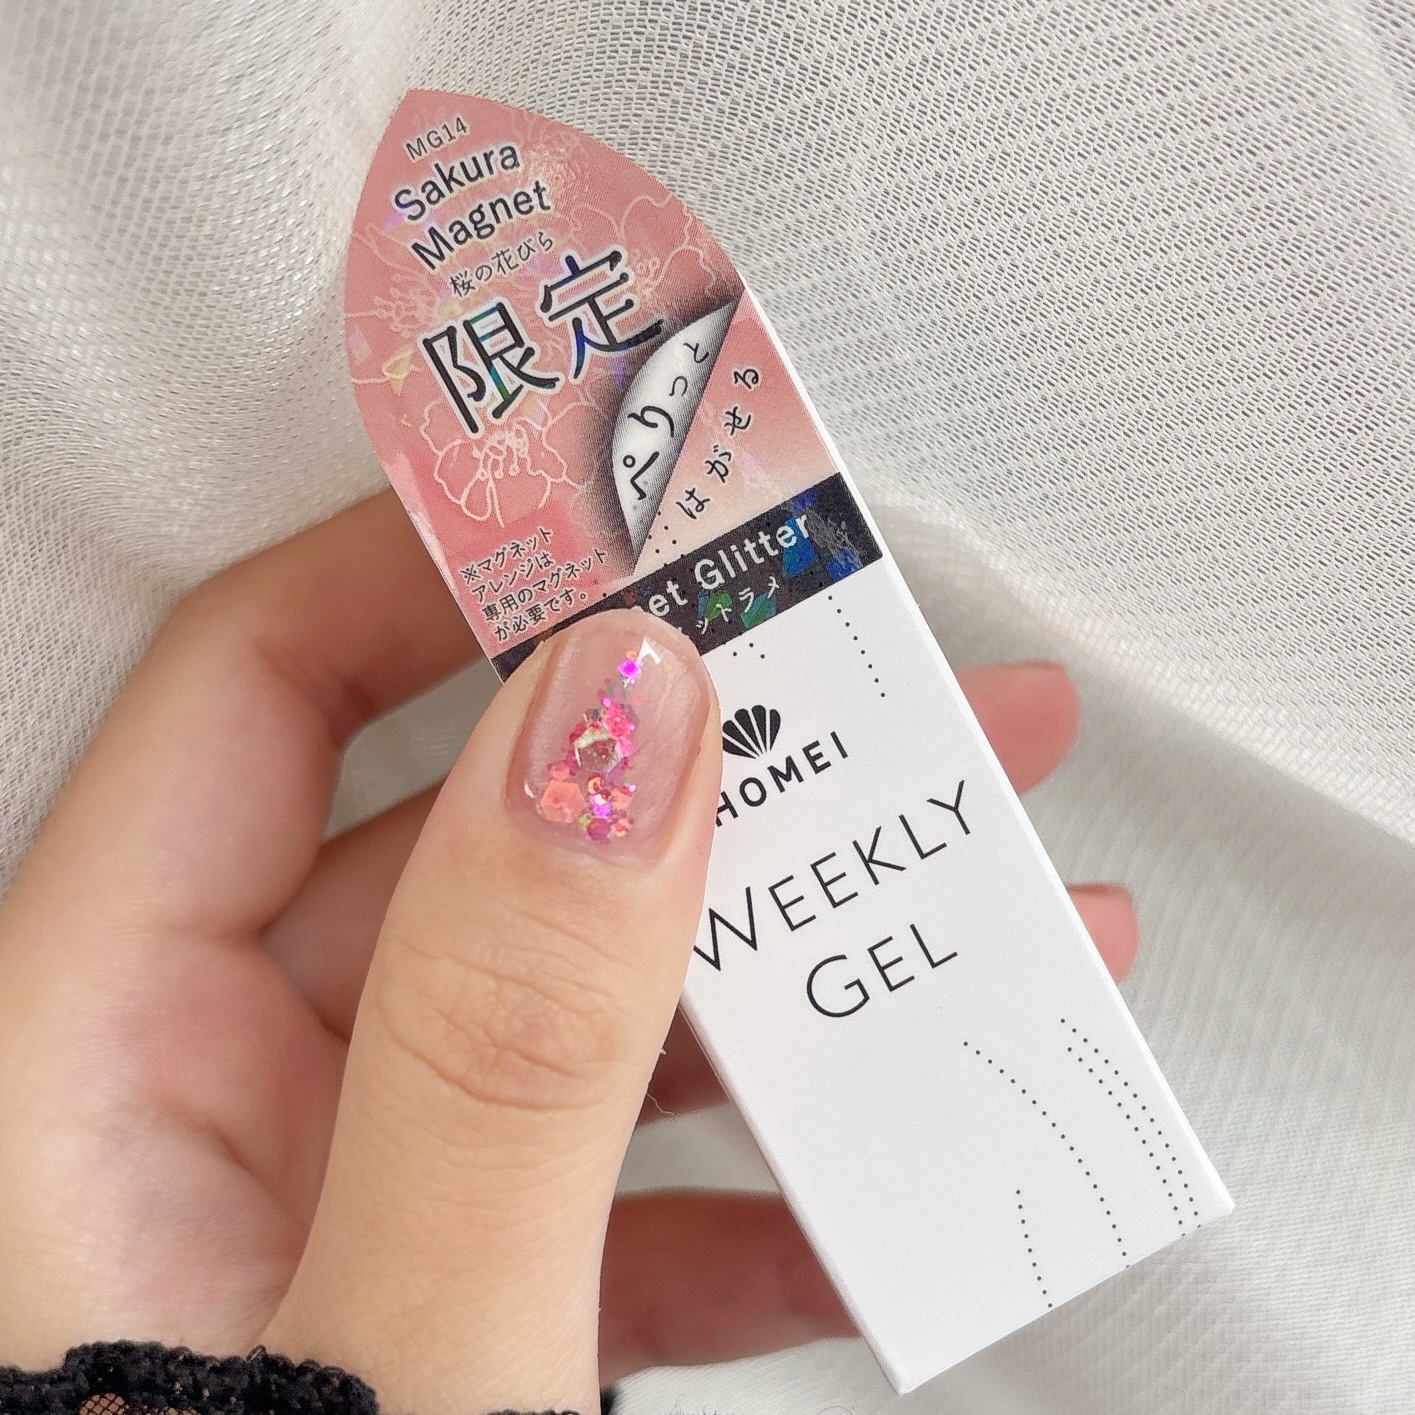 MG14
Sakura
Magnet
桜の花びら
限定
ぺりっと
はがせる
※マグネット
アレンジは
専用のマグネット
が必要です。
et Glitter
ットラメ
HOMEI
WEEKLY
GEL